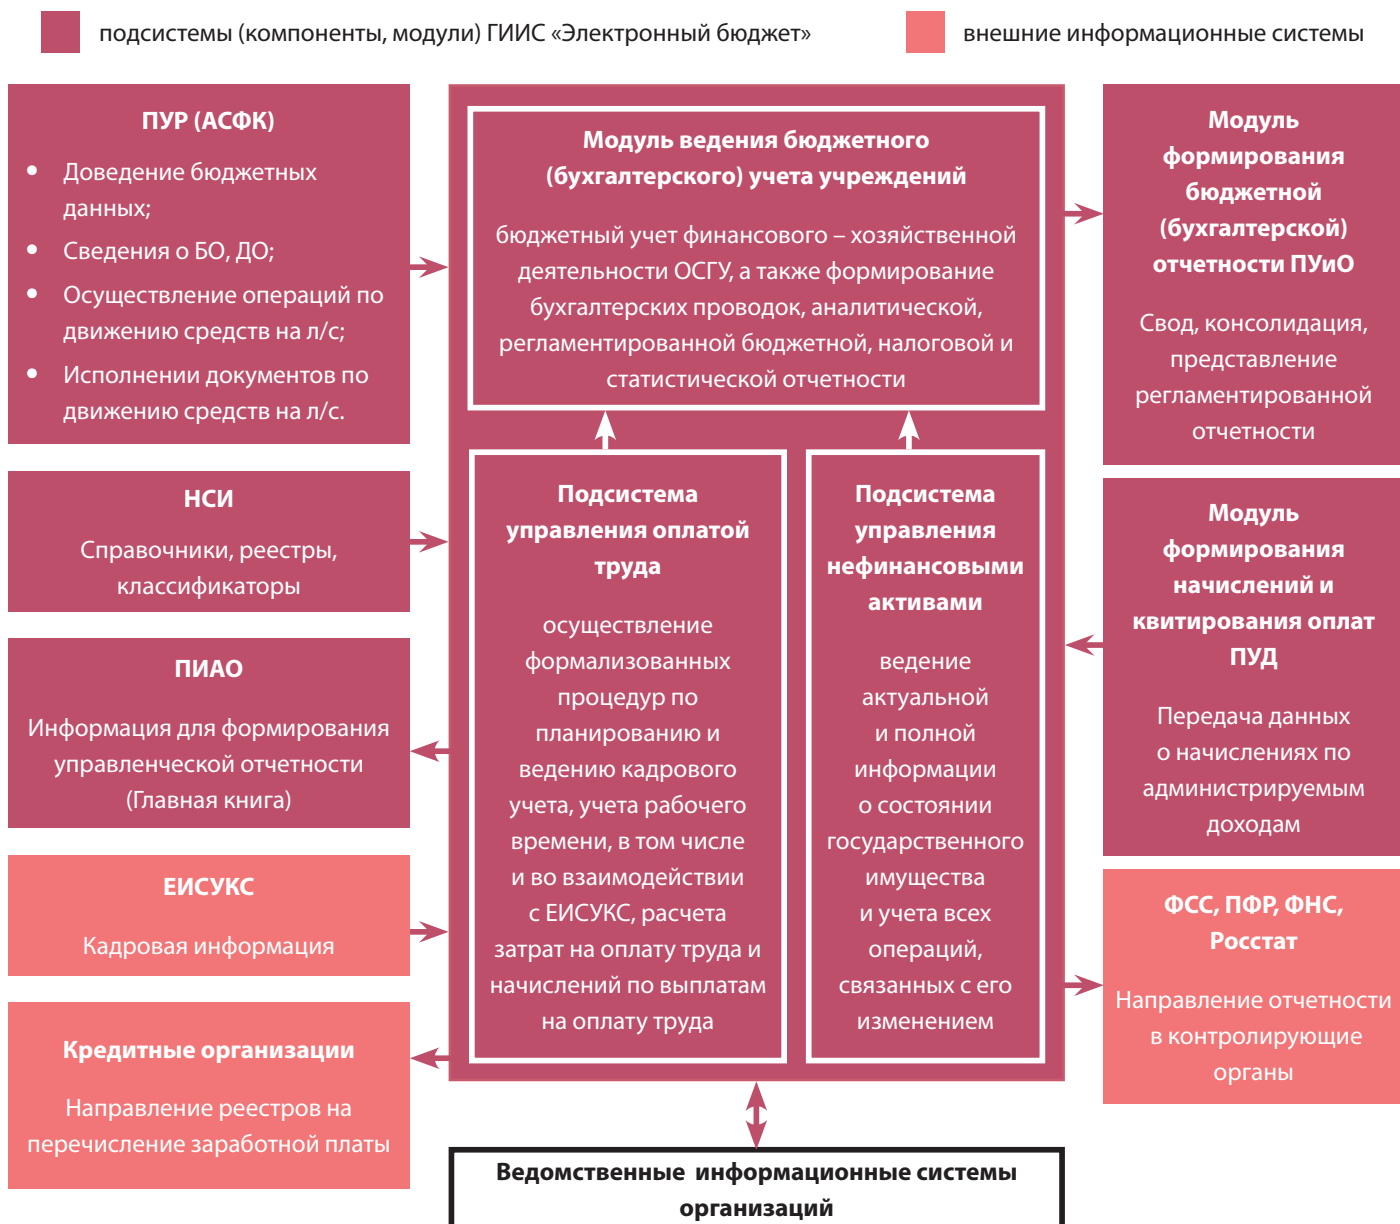 подсистемы (компоненты, модули) ГИИС «Электронный бюджет»
внешние информационные системы
ПУР (АСФК)
• Доведение бюджетных
данных;
• Сведения о БО, ДО;
• Осуществление операций по
движению средств на л/с;
• Исполнении документов по
движению средств на л/с.
НСИ
Справочники, реестры,
классификаторы
ПИАО
Информация для формирования
управленческой отчетности
(Главная книга)
ЕИСУКС
Кадровая информация
Кредитные организации
Направление реестров на
перечисление заработной платы
Модуль ведения бюджетного
(бухгалтерского) учета учреждений
бюджетный учет финансового – хозяйственной
деятельности ОСГУ, а также формирование
бухгалтерских проводок, аналитической,
регламентированной бюджетной, налоговой и
статистической отчетности
Подсистема
управления оплатой
труда
осуществление
формализованных
процедур по
планированию и
ведению кадрового
учета, учета рабочего
времени, в том числе
и во взаимодействии
с ЕИСУКС, расчета
затрат на оплату труда и
начислений по выплатам
на оплату труда
Подсистема
управления
нефинансовыми
активами
ведение
актуальной
и полной
информации
о состоянии
государственного
имущества
и учета всех
операций,
связанных с его
изменением
Ведомственные информационные системы
организаций
Модуль
формирования
бюджетной
(бухгалтерской)
отчетности ПУиО
Свод, консолидация,
представление
регламентированной
отчетности
Модуль
формирования
начислений и
квитирования оплат
ПУД
Передача данных
о начислениях по
администрируемым
доходам
ФСС, ПФР, ФНС,
Росстат
Направление отчетности
в контролирующие
органы